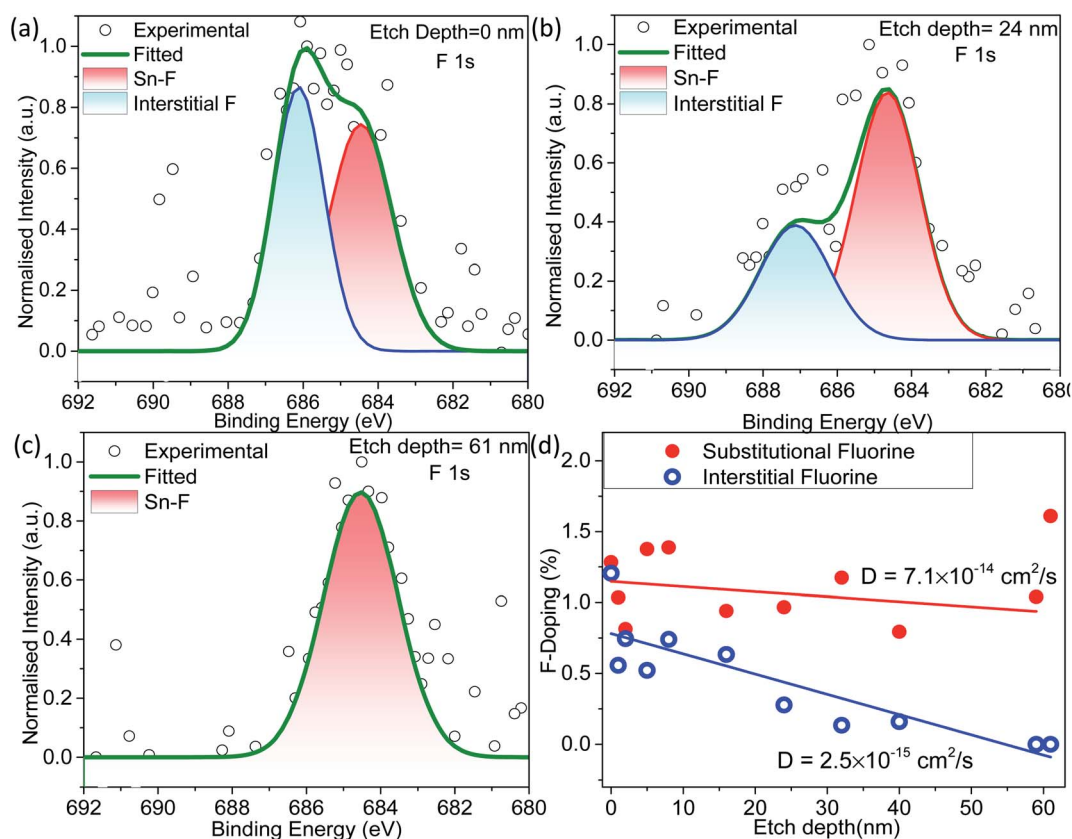 (a)
Experimental
Fitted
Sn-F
Interstitial F
Etch Depth=0 nm
F 1s
Normalised Intensity (a.u.)
1.0
0.8
0.6
0.4
0.2
0.0
692 690 688 686 684 682 680
Binding Energy (eV)
(b)
Experimental
Fitted
Sn-F
Interstitial F
Etch depth= 24 nm
F 1s
Normalised Intensity (a.u.)
1.0
0.8
0.6
0.4
0.2
0.0
692 690 688 686 684 682 680
Binding Energy (eV)
(c)
Experimental
Fitted
Sn-F
Etch depth= 61 nm
F 1s
Normalised Intensity (a.u.)
1.0
0.8
0.6
0.4
0.2
0.0
692 690 688 686 684 682 680
Binding Energy (eV)
(d)
Substitutional Fluorine
Interstitial Fluorine
F-Doping (%)
2.0
1.5
1.0
0.5
0.0
D = 7.1×10⁻¹⁴ cm²/s
D = 2.5×10⁻¹⁵ cm²/s
0 10 20 30 40 50 60
Etch depth(nm)